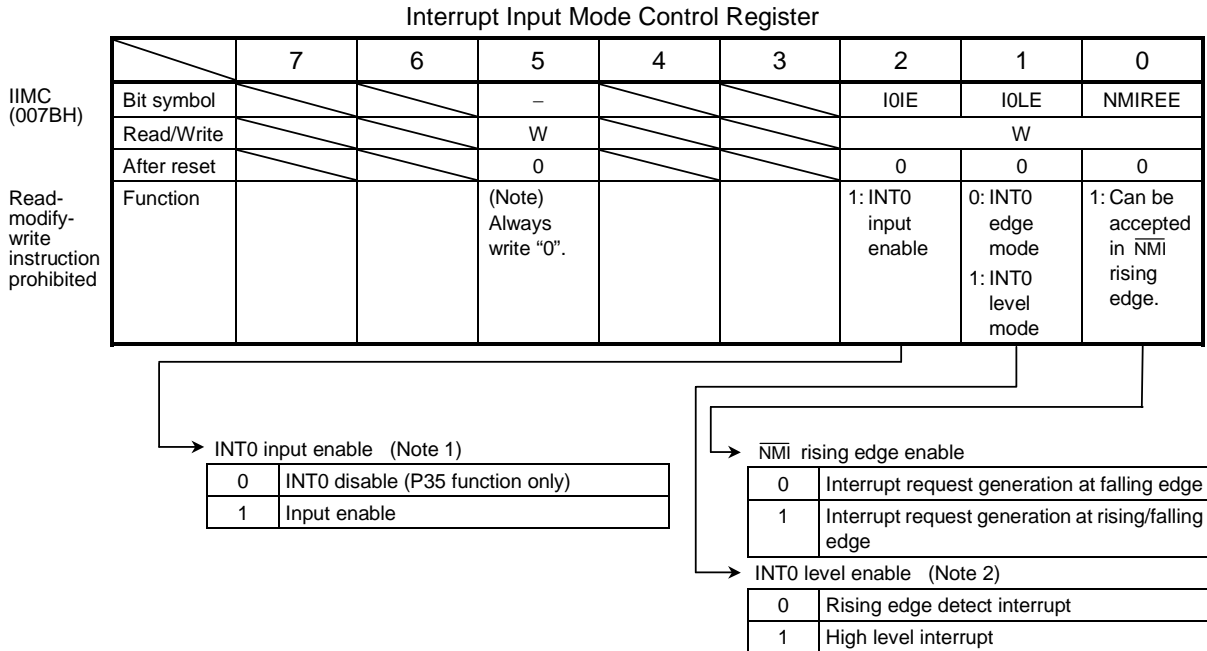 Interrupt Input Mode Control Register
7 6 5 4 3 2 1 0
IIMC
(007BH)
Bit symbol – I0IE I0LE NMIREE
Read/Write W W
After reset 0 0 0 0
Read-
modify-
write
instruction
prohibited
Function
(Note)
Always
write “0”.
1: INT0
input
enable
0: INT0
edge
mode
1: INT0
level
mode
1: Can be
accepted
in NMI
rising
edge.
INT0 input enable (Note 1)
0 INT0 disable (P35 function only)
1 Input enable
NMI rising edge enable
0 Interrupt request generation at falling edge
1 Interrupt request generation at rising/falling
edge
INT0 level enable (Note 2)
0 Rising edge detect interrupt
1 High level interrupt